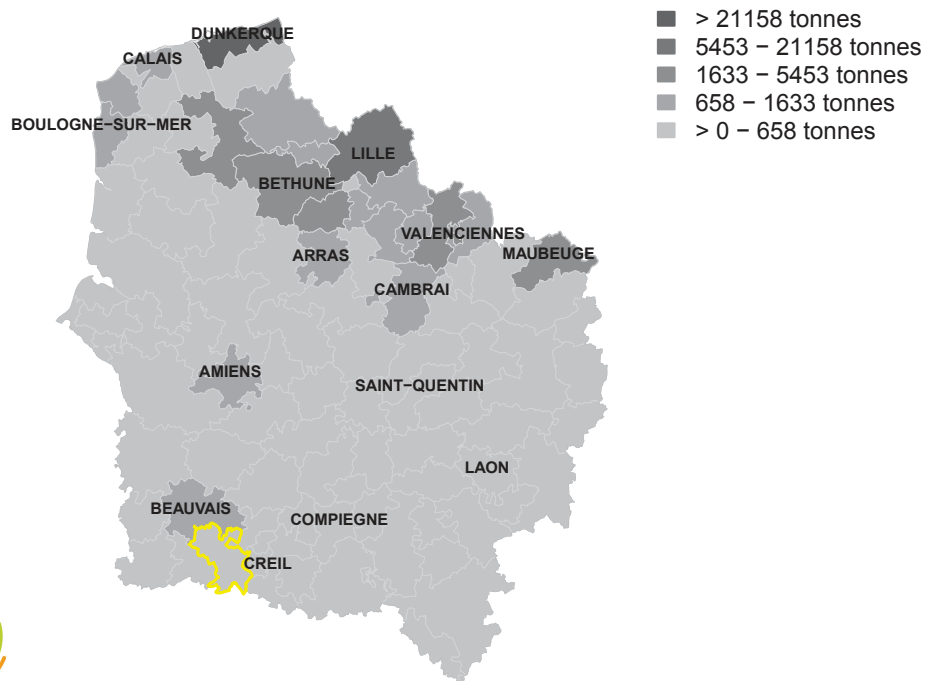 > 21158 tonnes
5453 − 21158 tonnes
1633 − 5453 tonnes
658 − 1633 tonnes
> 0 − 658 tonnes
DUNKERQUE
CALAIS
BOULOGNE−SUR−MER
LILLE
BETHUNE
VALENCIENNES
MAUBEUGE
ARRAS
CAMBRAI
AMIENS
SAINT−QUENTIN
LAON
BEAUVAIS
COMPIEGNE
CREIL